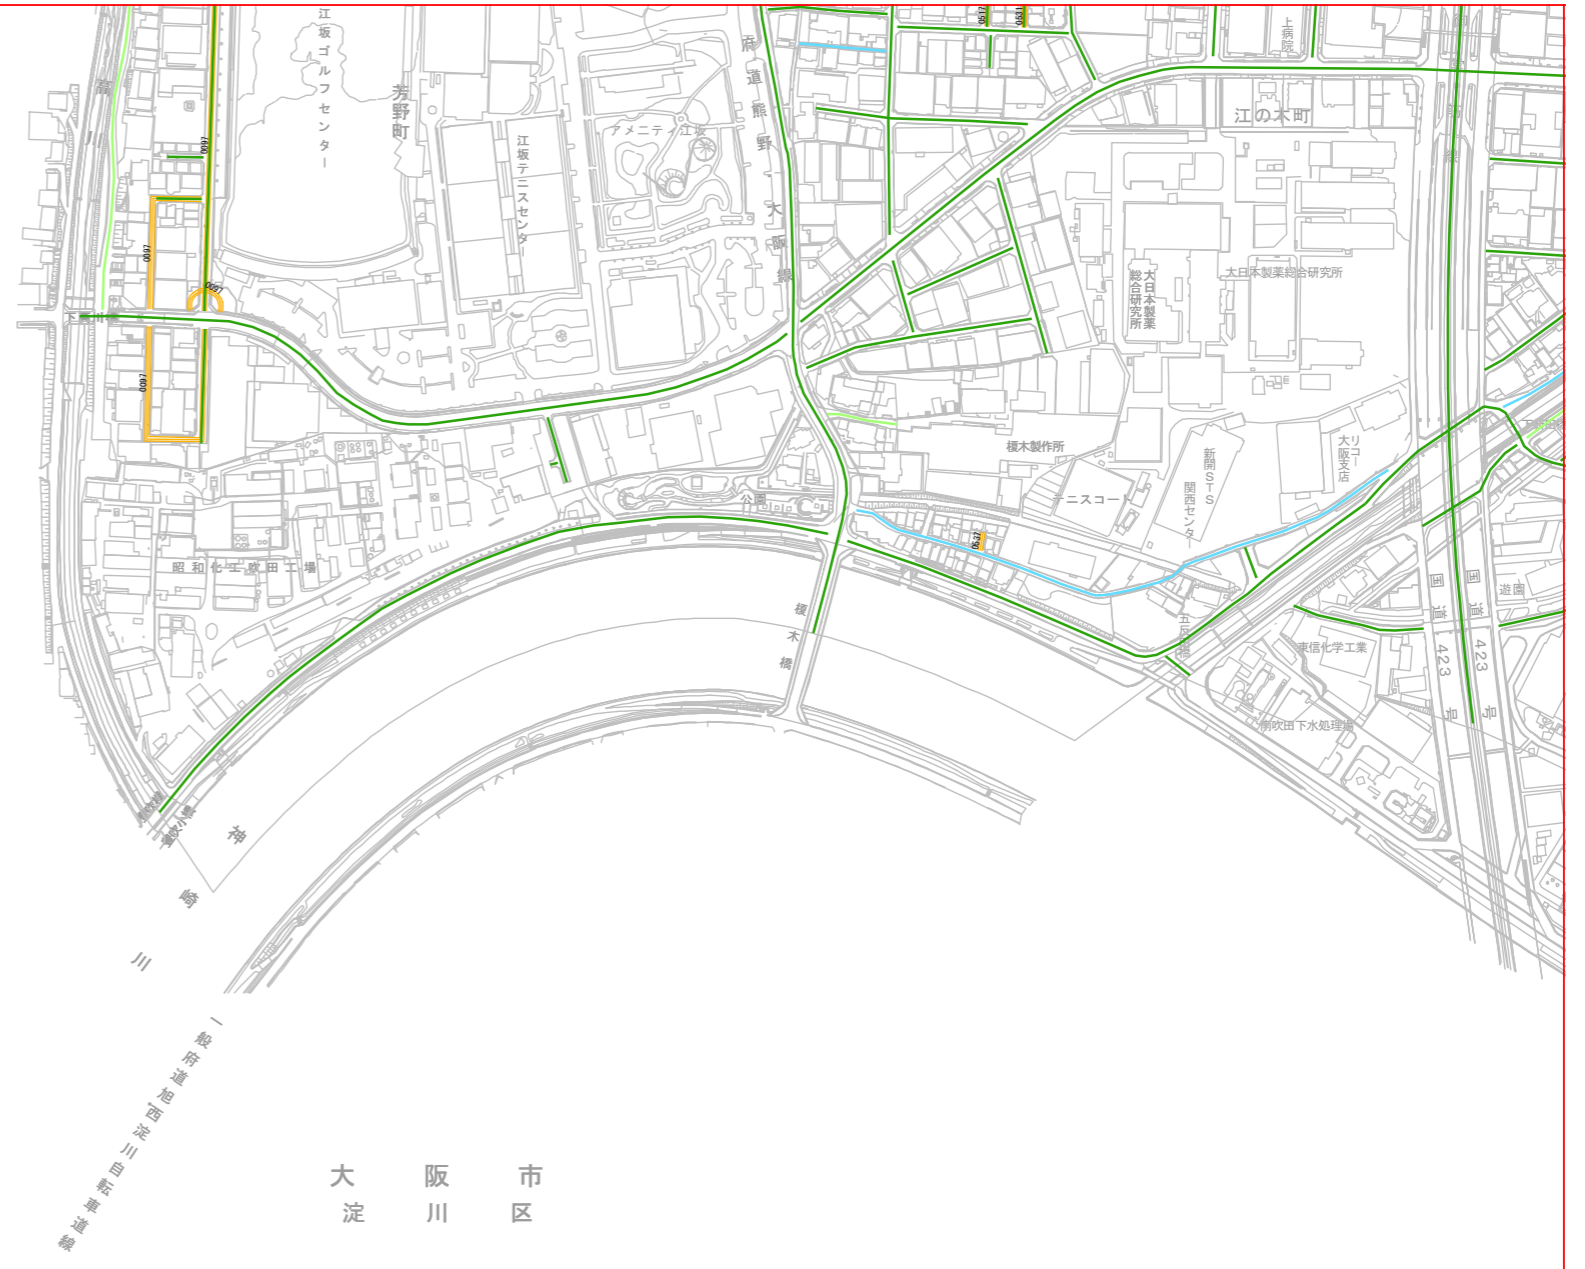 江坂ゴルフセンター
芳野町
高川
江坂テニスセンター
アメニティ江坂
府道熊野大阪線
0517
0531
上病院
江の木町
0097
0097
0097
0097
大日本製薬
総合研究所
大日本製薬総合研究所
榎木製作所
テニスコート
新開STS
関西センター
リコー
大阪支店
公園
0537
昭和化工吹田工場
榎木橋
国道423号
国道423号
遊園
東信化学工業
南吹田下水処理場
神崎川
一般府道旭西淀川自転車道線
大阪市
淀川区